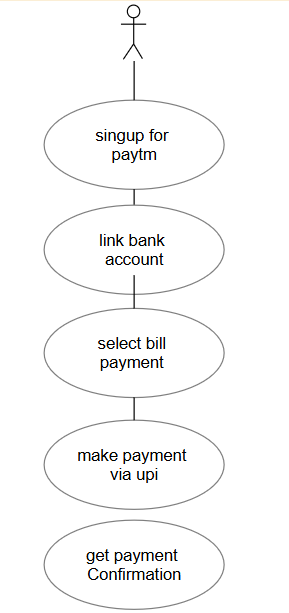 singup for
paytm
link bank
account
select bill
payment
make payment
via upi
get payment
Confirmation